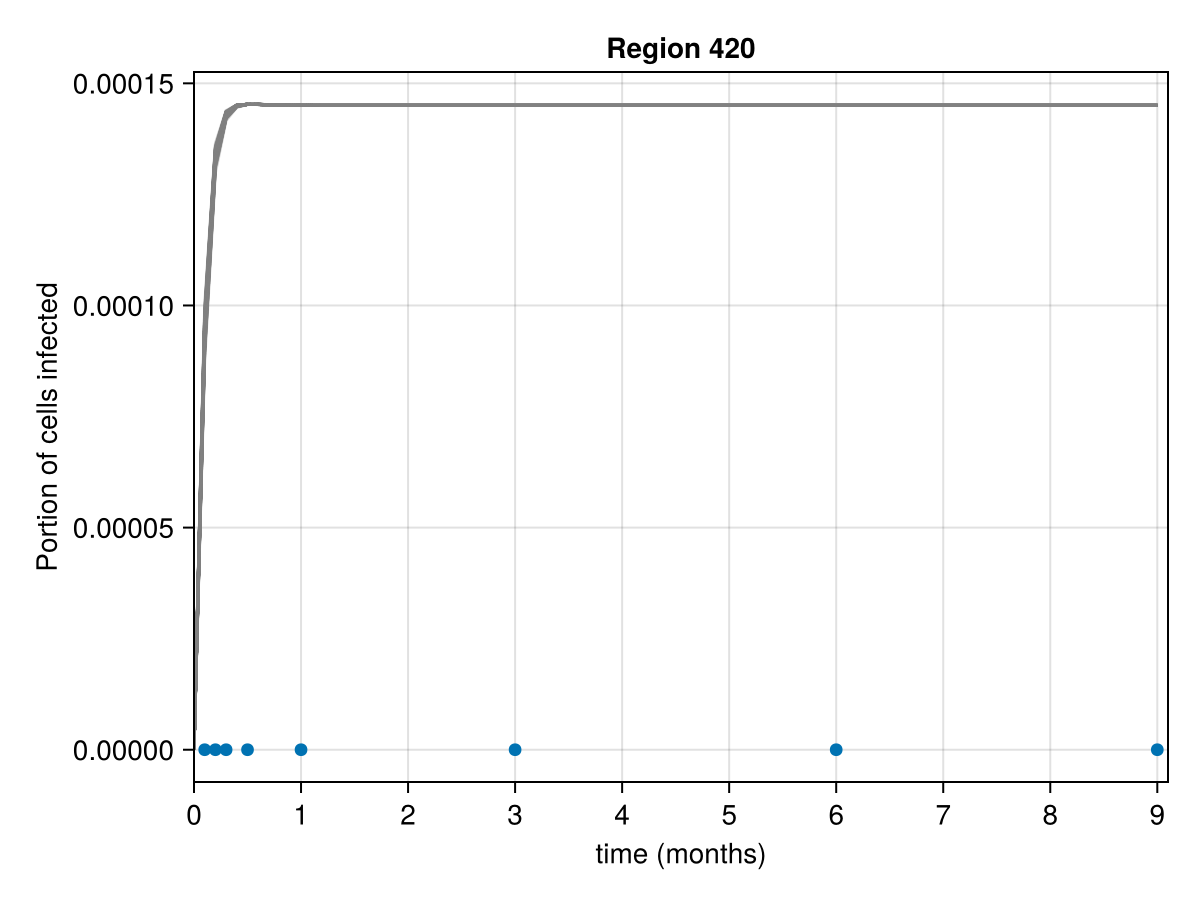 Region 420
Portion of cells infected
0.00015
0.00010
0.00005
0.00000
0 1 2 3 4 5 6 7 8 9
time (months)